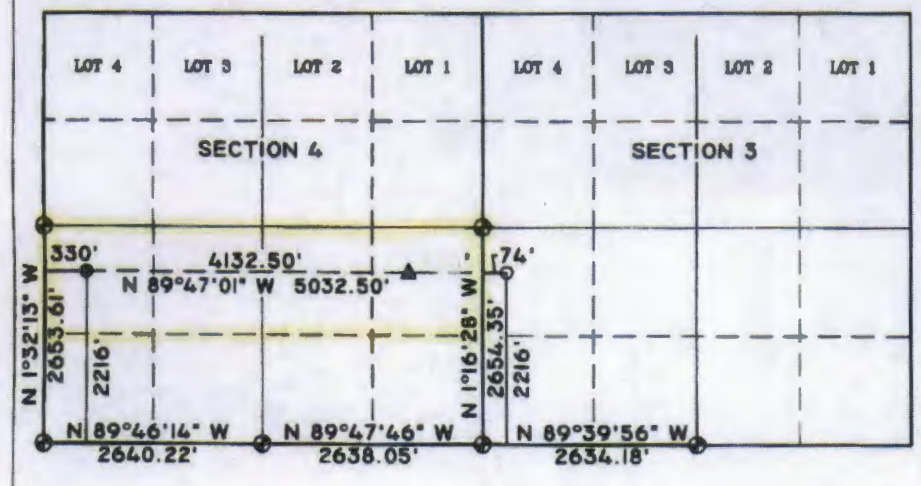 LOT 4 LOT 3 LOT 2 LOT 1 LOT 4 LOT 3 LOT 2 LOT 1
SECTION 4 SECTION 3
330' 4132.50' 74'
N 89°47'01" W 5032.50'
N 1°32'13" W
2653.61'
2216'
N 1°16'28" W
2654.35'
2216'
N 89°46'14" W N 89°47'46" W N 89°39'56" W
2640.22' 2638.05' 2634.18'